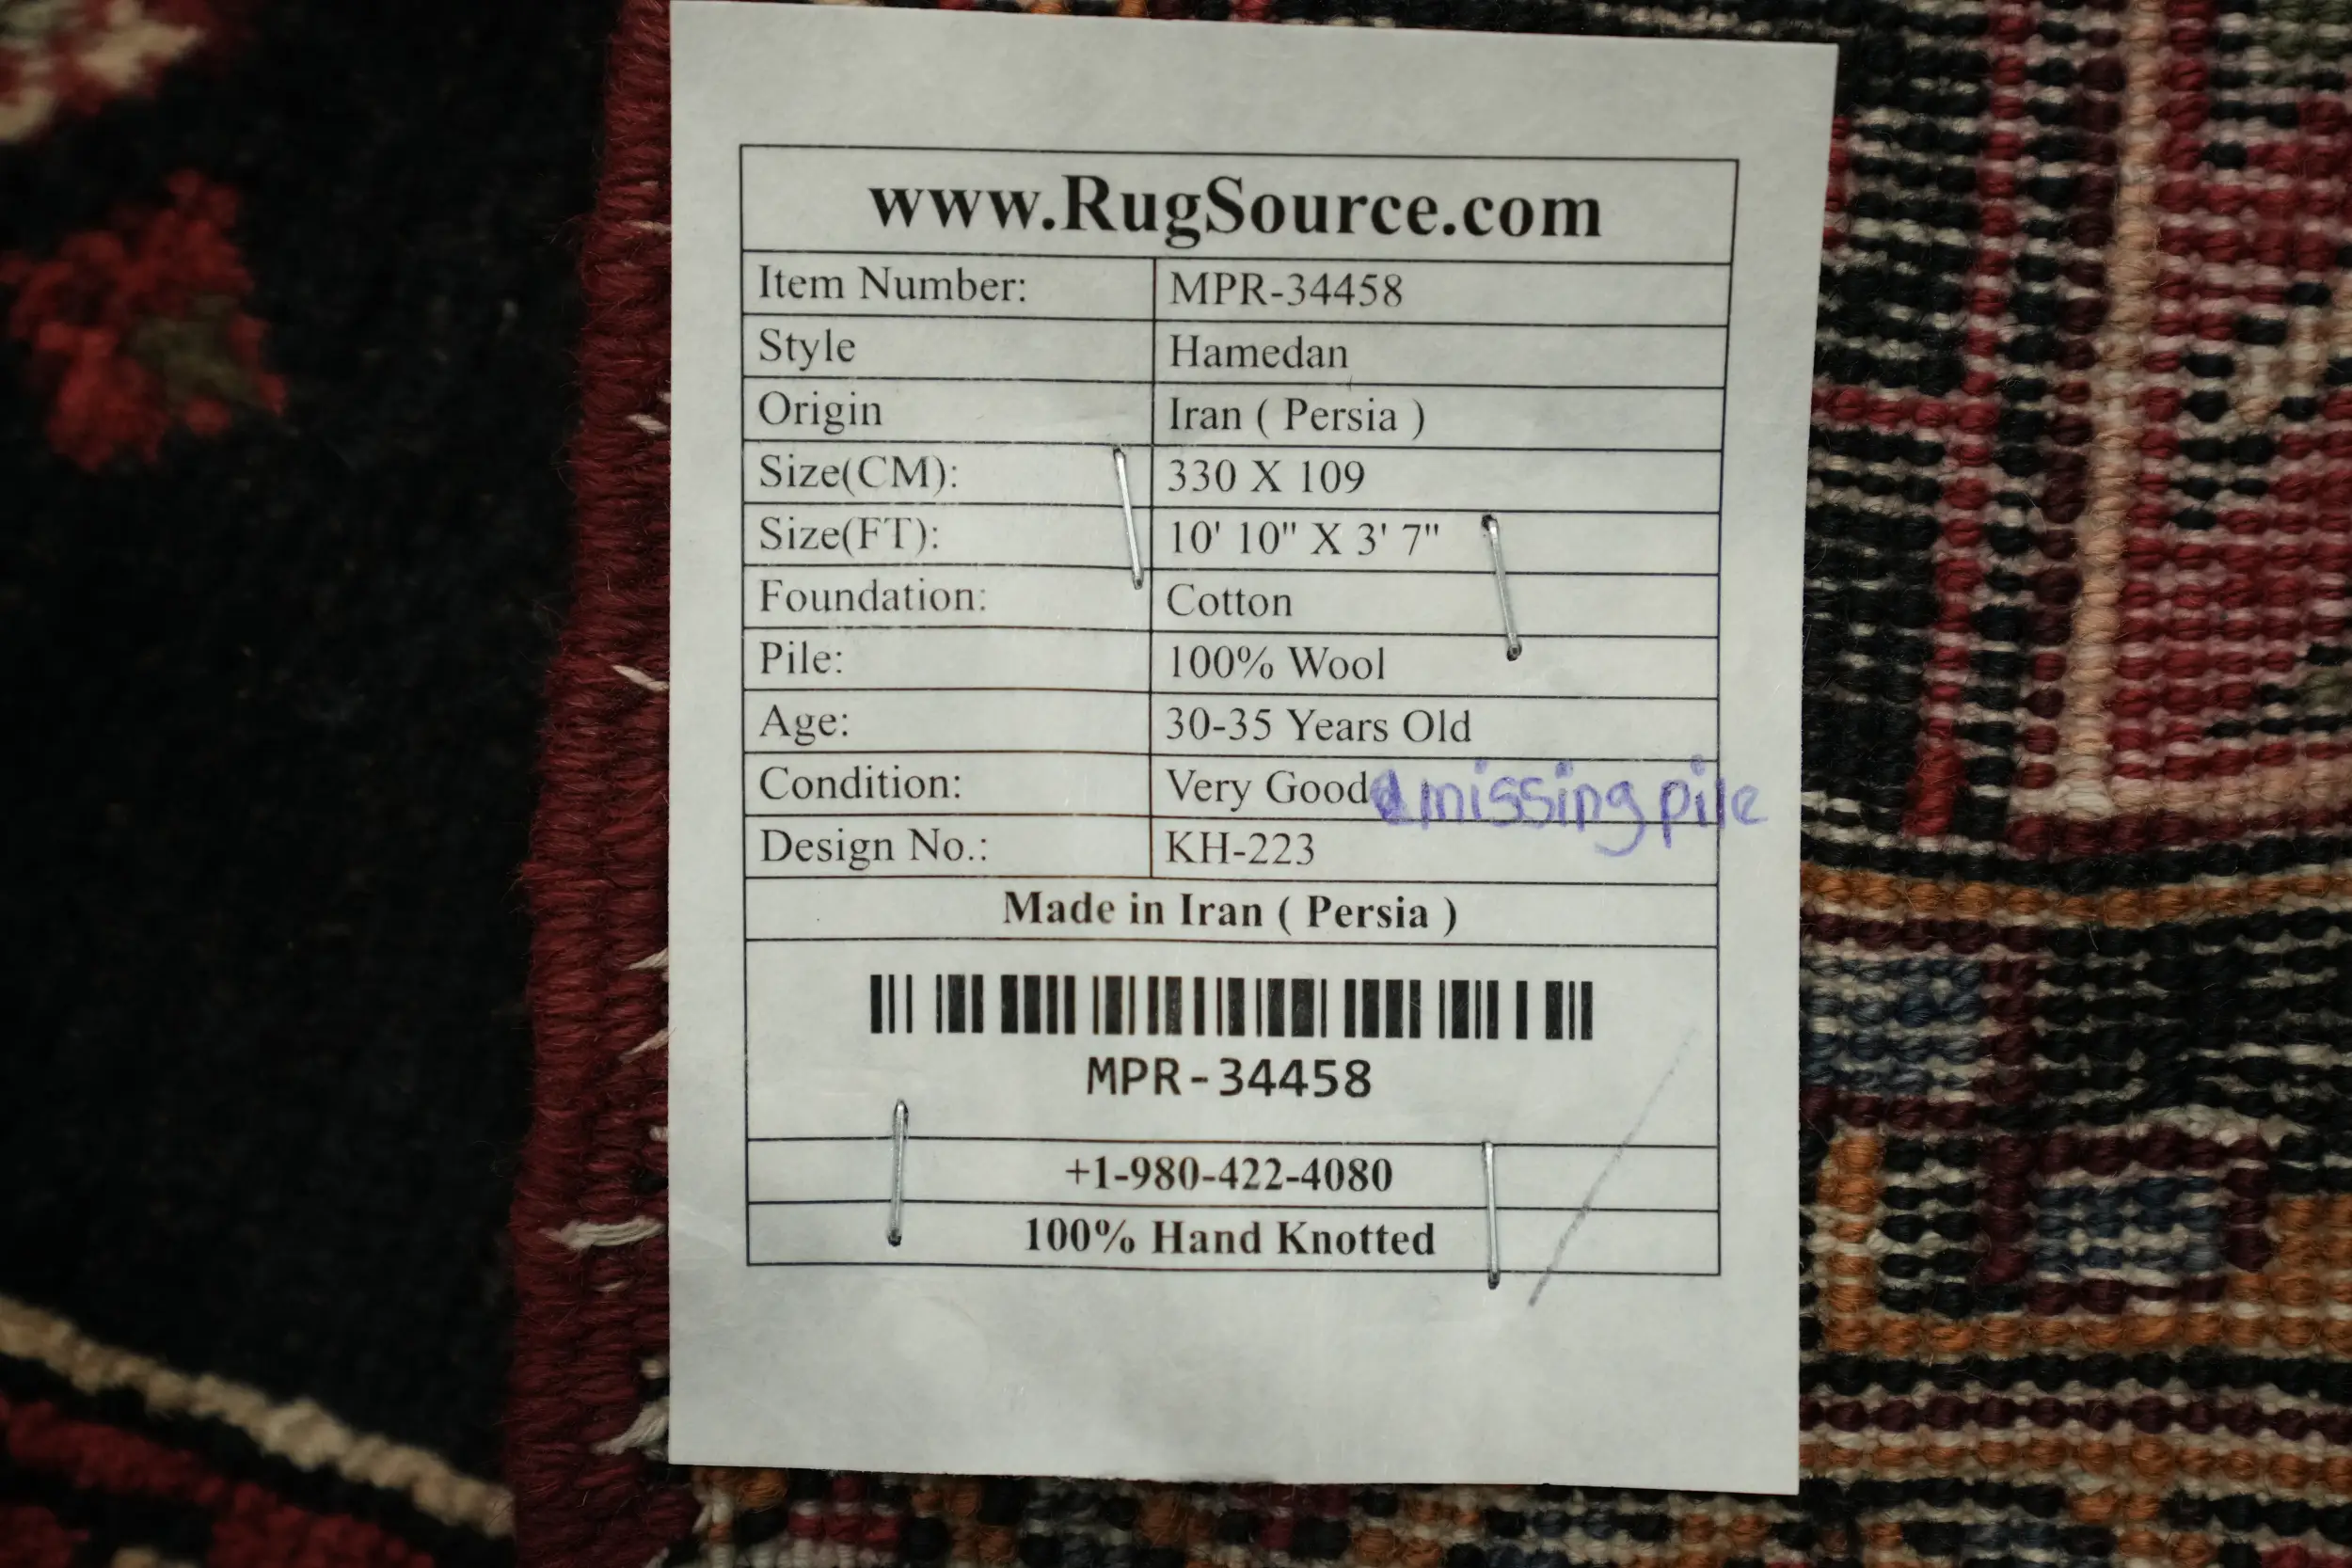 www.RugSource.com
Item Number: MPR-34458
Style Hamedan
Origin Iran ( Persia )
Size(CM): 330 X 109
Size(FT): 10' 10" X 3' 7"
Foundation: Cotton
Pile: 100% Wool
Age: 30-35 Years Old
Condition: Very Good missing pile
Design No.: KH-223
Made in Iran ( Persia )
MPR-34458
+1-980-422-4080
100% Hand Knotted